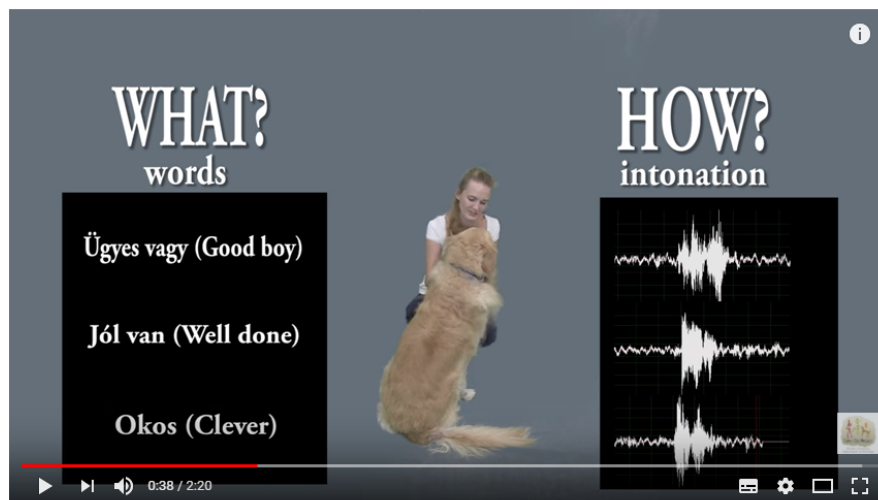 WHAT?
words
Ügyes vagy (Good boy)
Jól van (Well done)
Okos (Clever)
HOW?
intonation
0:38 / 2:20